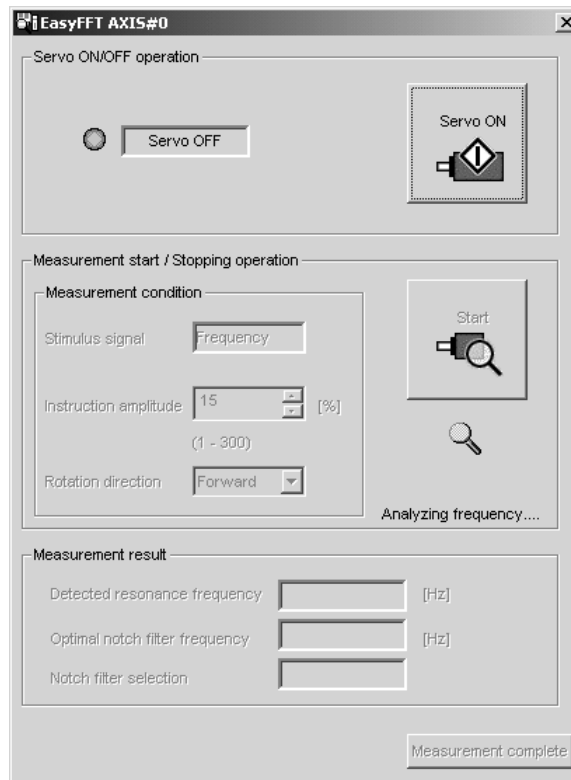 EasyFFT AXIS#0
Servo ON/OFF operation
Servo OFF
Servo ON
Measurement start / Stopping operation
Measurement condition
Stimulus signal
Frequency
Instruction amplitude
15
[%]
(1 - 300)
Rotation direction
Forward
Start
Analyzing frequency....
Measurement result
Detected resonance frequency
[Hz]
Optimal notch filter frequency
[Hz]
Notch filter selection
Measurement complete